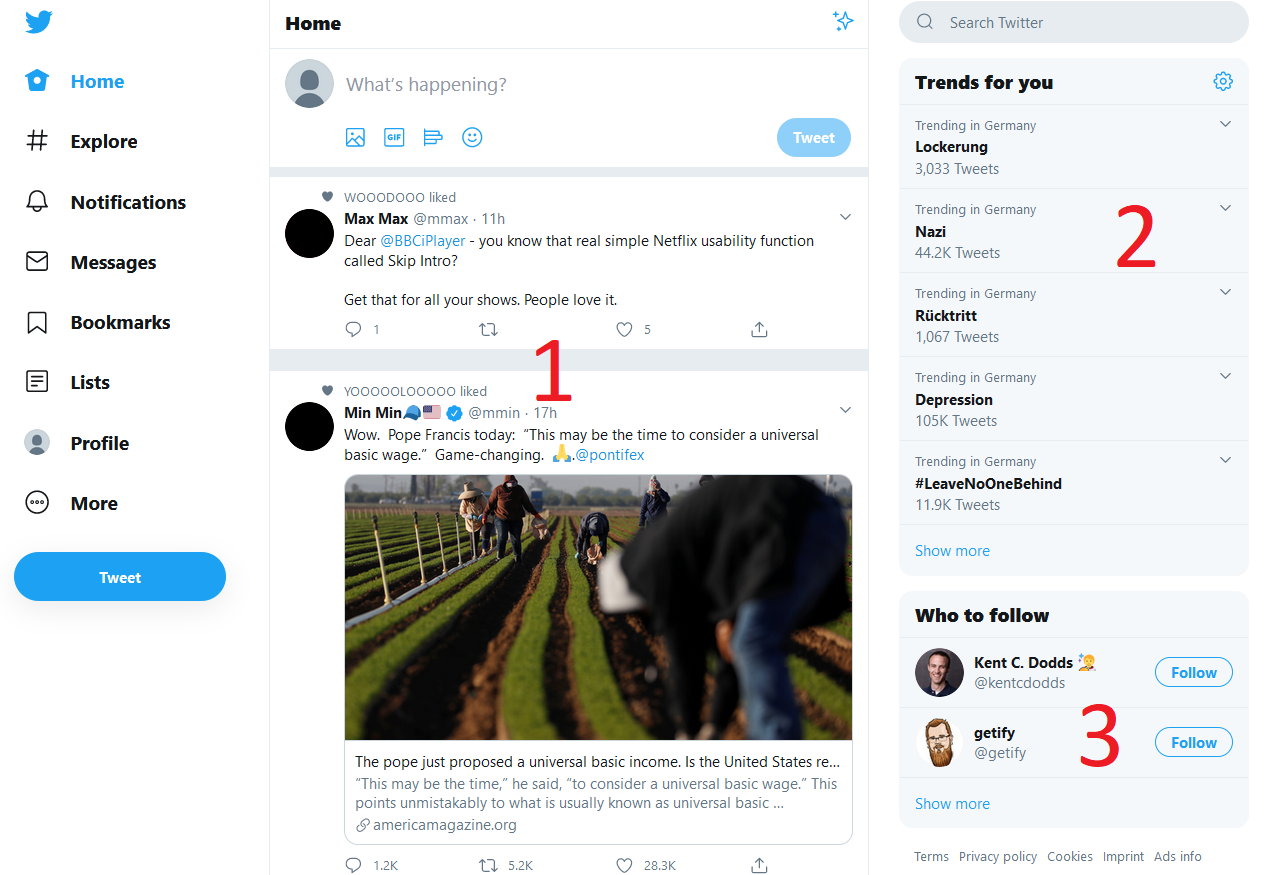 Home
Explore
Notifications
Messages
Bookmarks
Lists
Profile
More
Tweet
Home
What's happening?
GIF
Tweet
WOOODOOO liked
Max Max @mmax · 11h
Dear @BBCiPlayer - you know that real simple Netflix usability function
called Skip Intro?
Get that for all your shows. People love it.
1
5
1
YOOOOLOOOOO liked
Min Min🧢🇺🇸 @mmin · 17h
Wow. Pope Francis today: “This may be the time to consider a universal
basic wage.” Game-changing. 🙏.@pontifex
The pope just proposed a universal basic income. Is the United States re...
“This may be the time,” he said, “to consider a universal basic wage.” This
points unmistakably to what is usually known as universal basic ...
americamagazine.org
1.2K
5.2K
28.3K
Search Twitter
Trends for you
Trending in Germany
Lockerung
3,033 Tweets
Trending in Germany
Nazi
44.2K Tweets
2
Trending in Germany
Rücktritt
1,067 Tweets
Trending in Germany
Depression
105K Tweets
Trending in Germany
#LeaveNoOneBehind
11.9K Tweets
Show more
Who to follow
Kent C. Dodds
@kentcdodds
Follow
getify
@getify
Follow
3
Show more
Terms Privacy policy Cookies Imprint Ads info